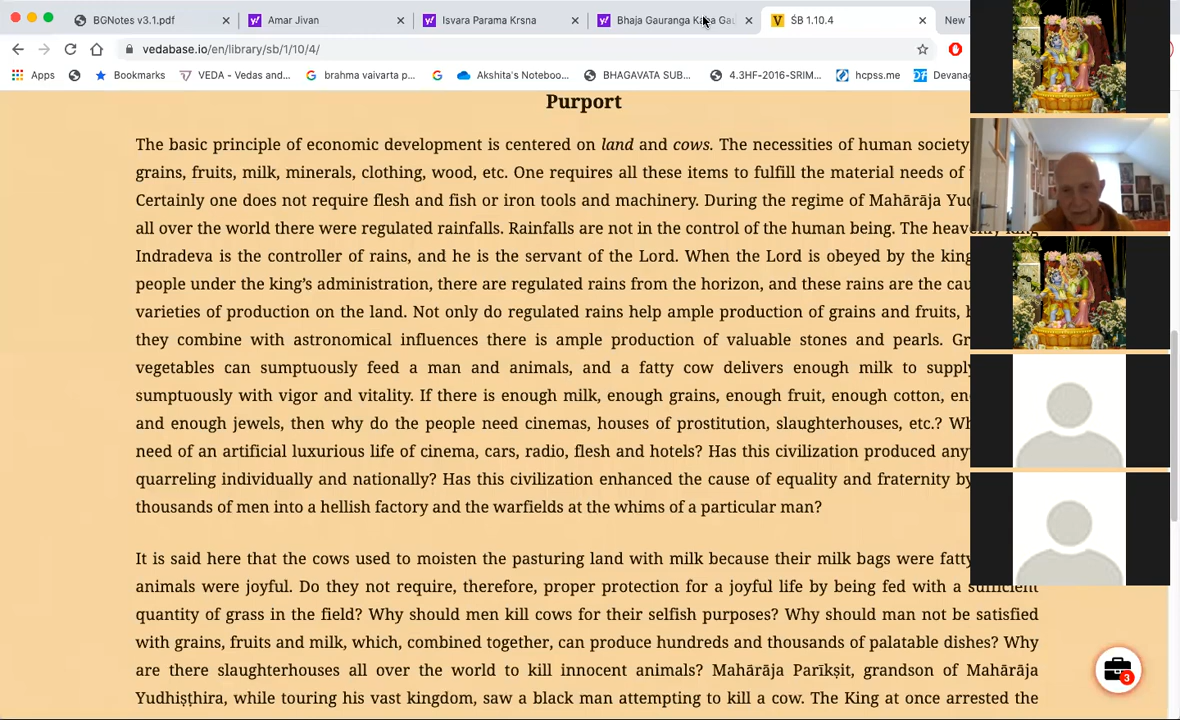 BGNotes v3.1.pdf
Amar Jivan
Isvara Parama Krsna
Bhaja Gauranga Kaha Gau
ŚB 1.10.4
New
vedabase.io/en/library/sb/1/10/4/
Apps
Bookmarks
VEDA - Vedas and...
brahma vaivarta p...
Akshita's Noteboo...
BHAGAVATA SUB...
4.3HF-2016-SRIM...
hcpss.me
Devanag
Purport
The basic principle of economic development is centered on land and cows. The necessities of human society
grains, fruits, milk, minerals, clothing, wood, etc. One requires all these items to fulfill the material needs of
Certainly one does not require flesh and fish or iron tools and machinery. During the regime of Mahārāja Yud
all over the world there were regulated rainfalls. Rainfalls are not in the control of the human being. The heavenly king
Indradeva is the controller of rains, and he is the servant of the Lord. When the Lord is obeyed by the king
people under the king's administration, there are regulated rains from the horizon, and these rains are the cau
varieties of production on the land. Not only do regulated rains help ample production of grains and fruits, b
they combine with astronomical influences there is ample production of valuable stones and pearls. Gr
vegetables can sumptuously feed a man and animals, and a fatty cow delivers enough milk to supply
sumptuously with vigor and vitality. If there is enough milk, enough grains, enough fruit, enough cotton, en
and enough jewels, then why do the people need cinemas, houses of prostitution, slaughterhouses, etc.? Wh
need of an artificial luxurious life of cinema, cars, radio, flesh and hotels? Has this civilization produced any
quarreling individually and nationally? Has this civilization enhanced the cause of equality and fraternity by
thousands of men into a hellish factory and the warfields at the whims of a particular man?
It is said here that the cows used to moisten the pasturing land with milk because their milk bags were fatty
animals were joyful. Do they not require, therefore, proper protection for a joyful life by being fed with a sufficient
quantity of grass in the field? Why should men kill cows for their selfish purposes? Why should man not be satisfied
with grains, fruits and milk, which, combined together, can produce hundreds and thousands of palatable dishes? Why
are there slaughterhouses all over the world to kill innocent animals? Mahārāja Parīkṣit, grandson of Mahārāja
Yudhiṣṭhira, while touring his vast kingdom, saw a black man attempting to kill a cow. The King at once arrested the
3